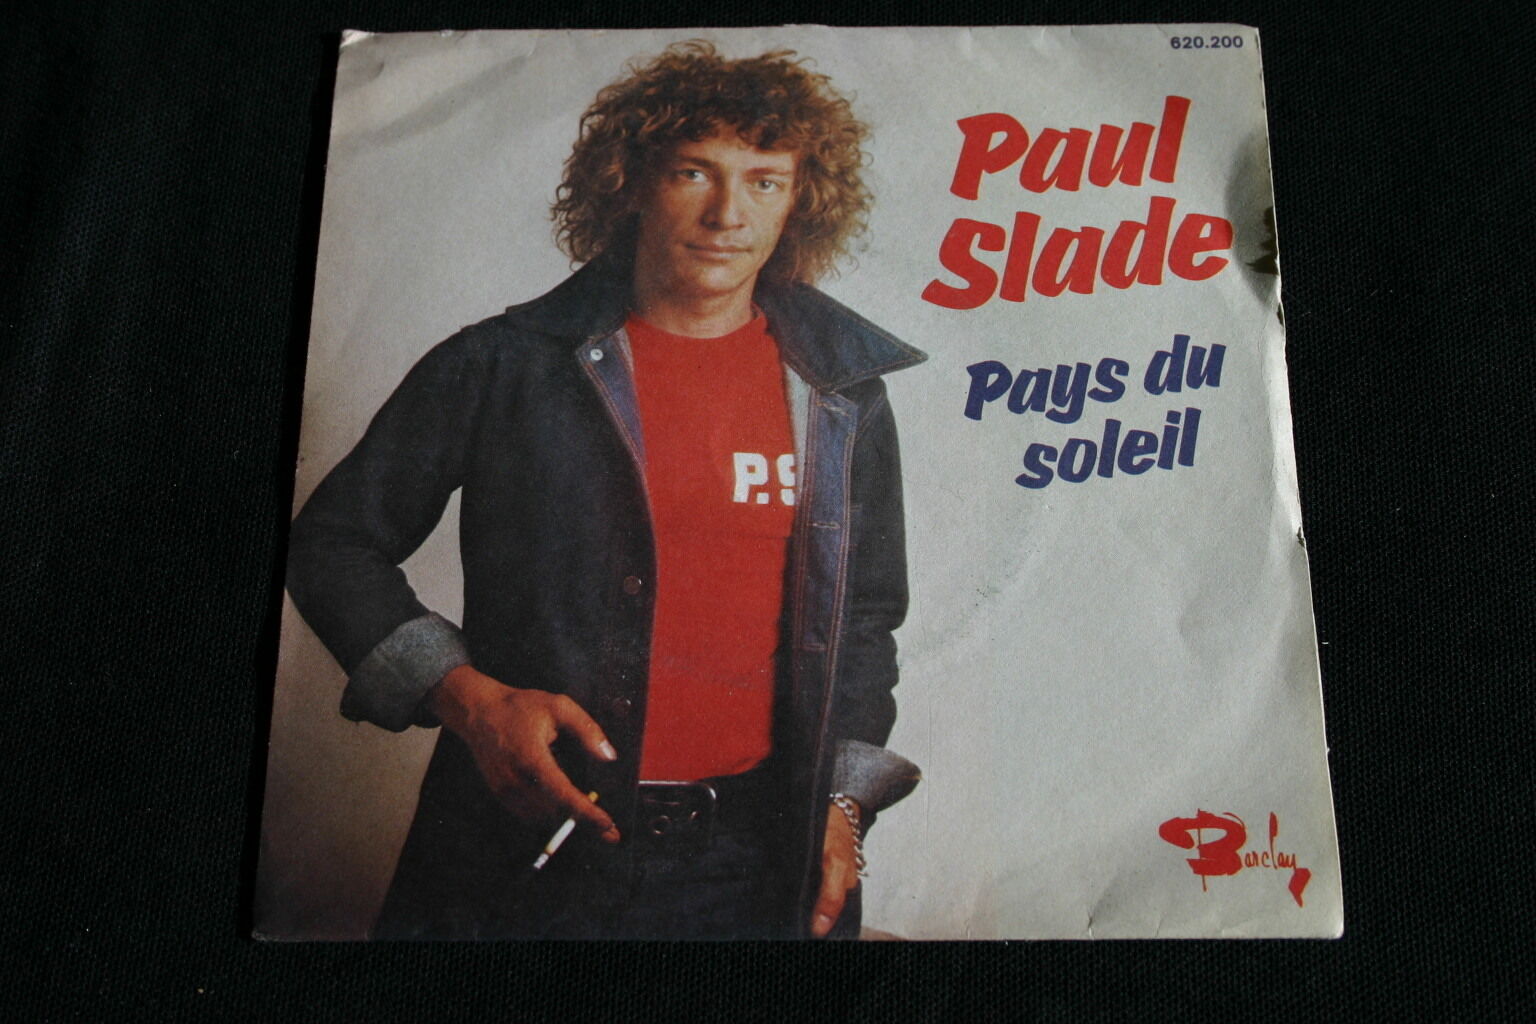 620.200
Paul
Slade
Pays du
soleil
P.S
Barclay